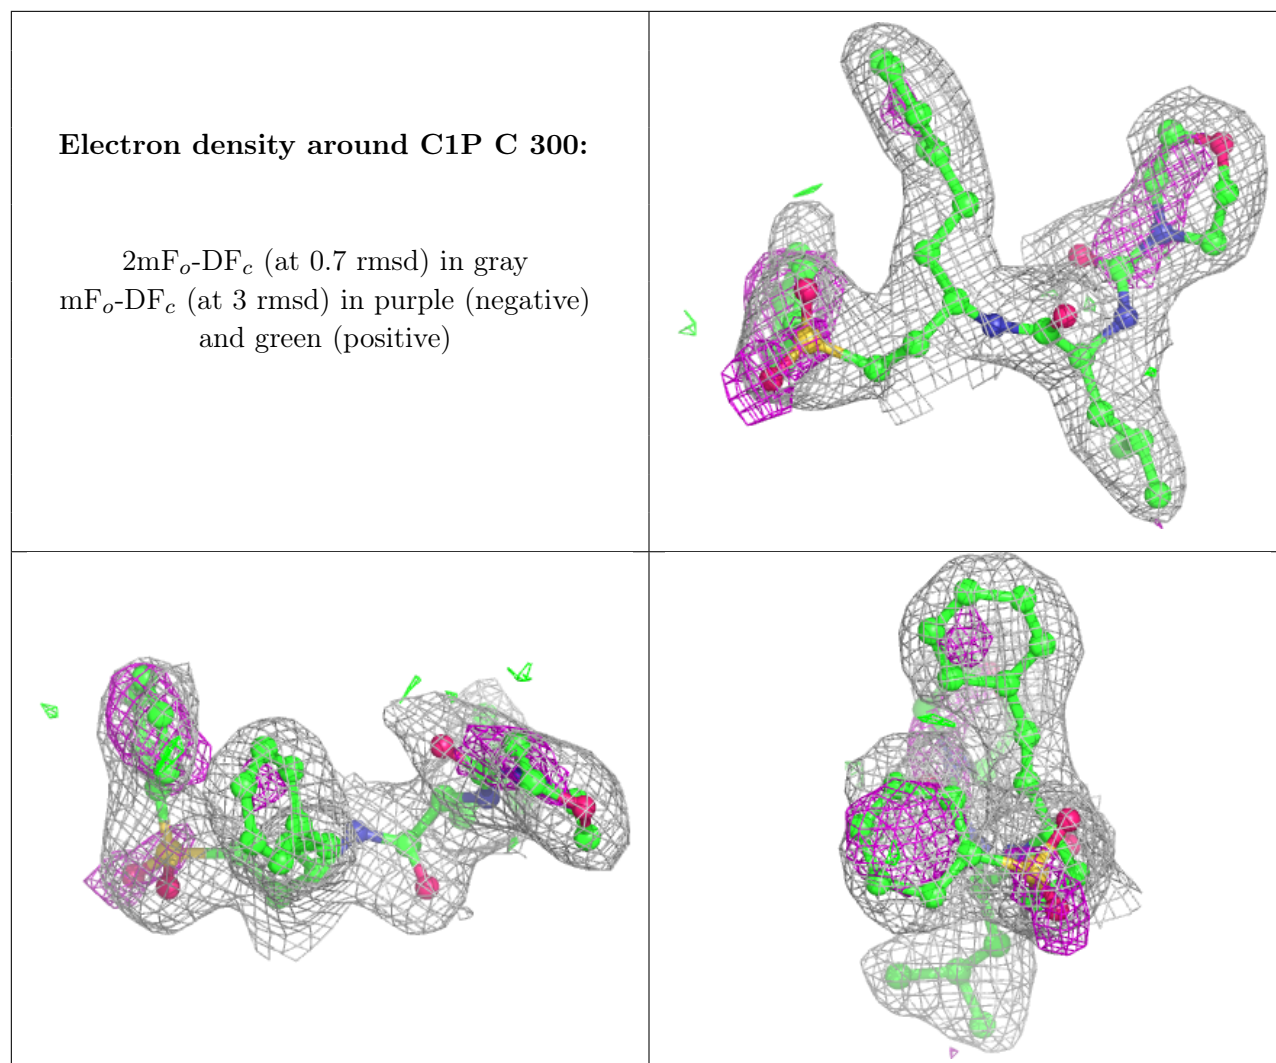 Electron density around C1P C 300:
2mFo-DFc (at 0.7 rmsd) in gray
mFo-DFc (at 3 rmsd) in purple (negative)
and green (positive)